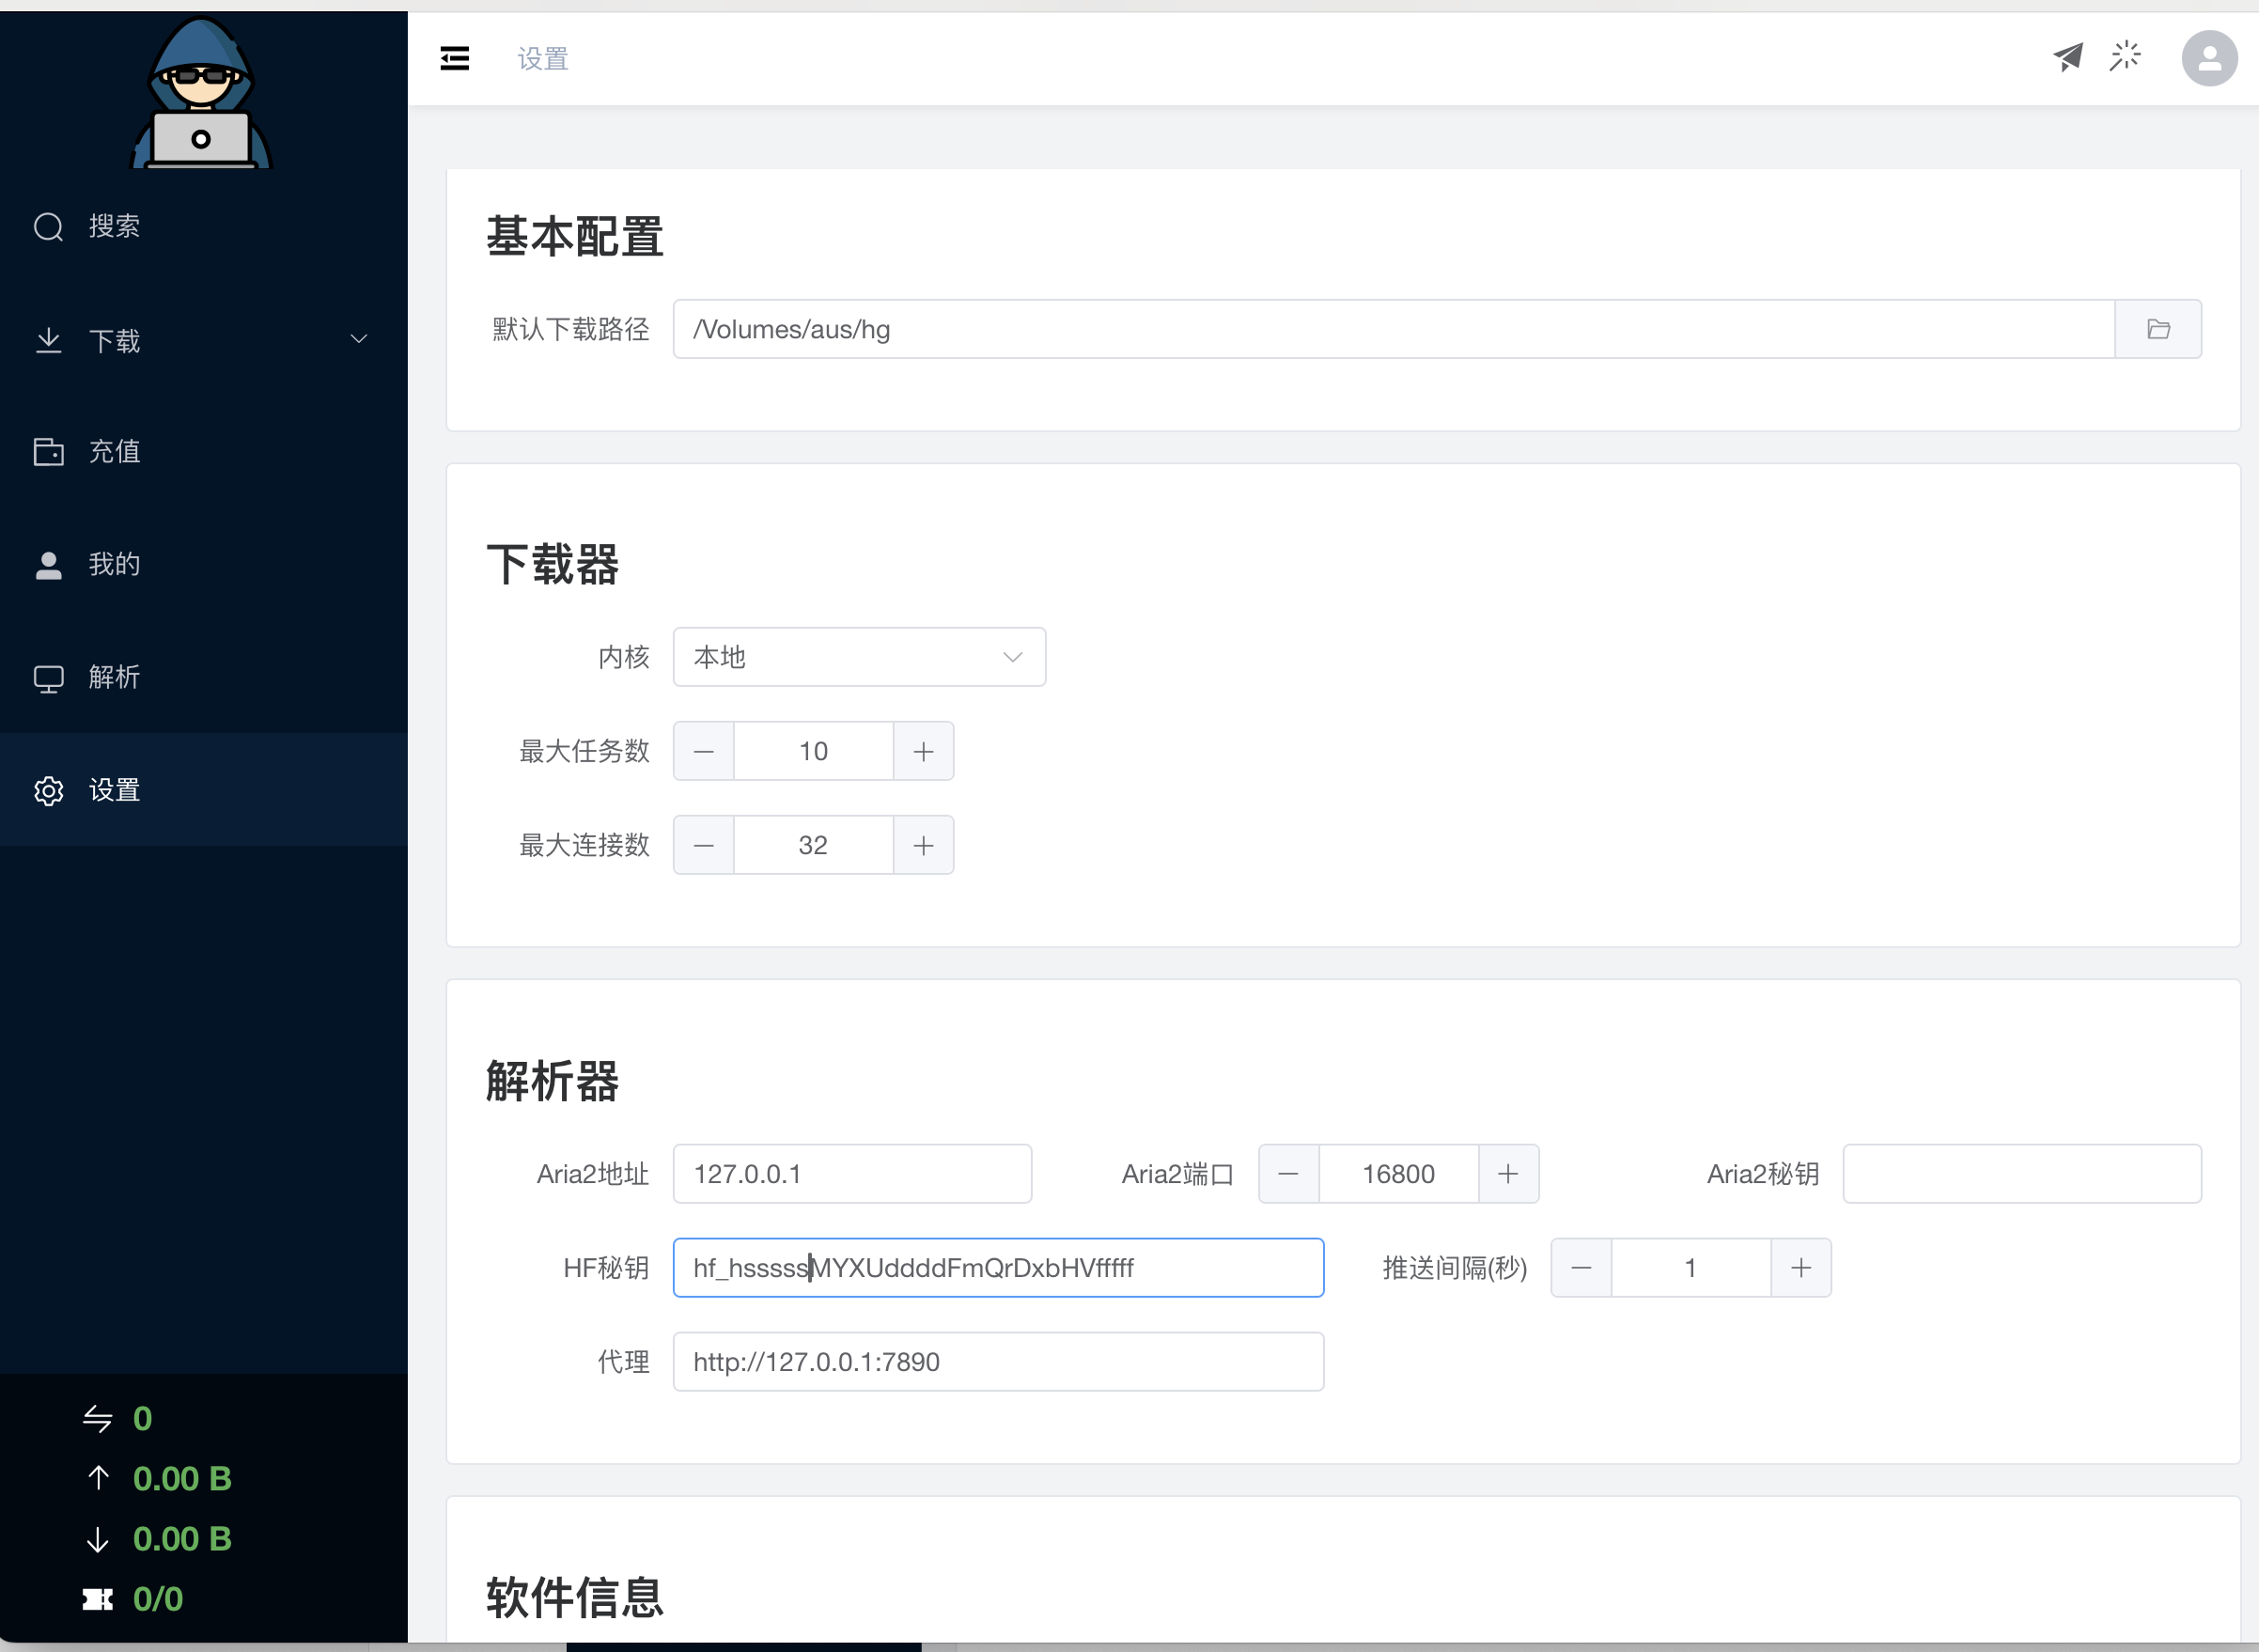 设置
搜索
下载
充值
我的
解析
设置
0
0.00 B
0.00 B
0/0
基本配置
默认下载路径 /Volumes/aus/hg
下载器
内核 本地
最大任务数 10
最大连接数 32
解析器
Aria2地址 127.0.0.1 Aria2端口 16800 Aria2秘钥
HF秘钥 hf_hsssssMYXUddddFmQrDxbHVfffff 推送间隔(秒) 1
代理 http://127.0.0.1:7890
软件信息